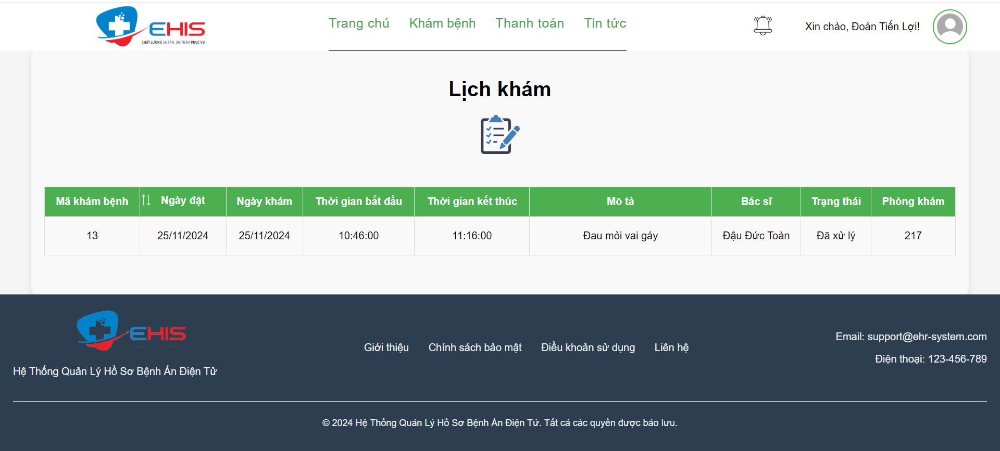 EHIS
CHẤT LƯỢNG AN TÂM, ÂM THẦM PHỤC VỤ
Trang chủ Khám bệnh Thanh toán Tin tức
Xin chào, Đoàn Tiến Lợi!
Lịch khám
Mã khám bệnh Ngày đặt Ngày khám Thời gian bắt đầu Thời gian kết thúc Mô tả Bác sĩ Trạng thái Phòng khám
13 25/11/2024 25/11/2024 10:46:00 11:16:00 Đau mỏi vai gáy Đậu Đức Toàn Đã xử lý 217
EHIS
Hệ Thống Quản Lý Hồ Sơ Bệnh Án Điện Tử
Giới thiệu Chính sách bảo mật Điều khoản sử dụng Liên hệ
Email: support@ehr-system.com
Điện thoại: 123-456-789
© 2024 Hệ Thống Quản Lý Hồ Sơ Bệnh Án Điện Tử. Tất cả các quyền được bảo lưu.